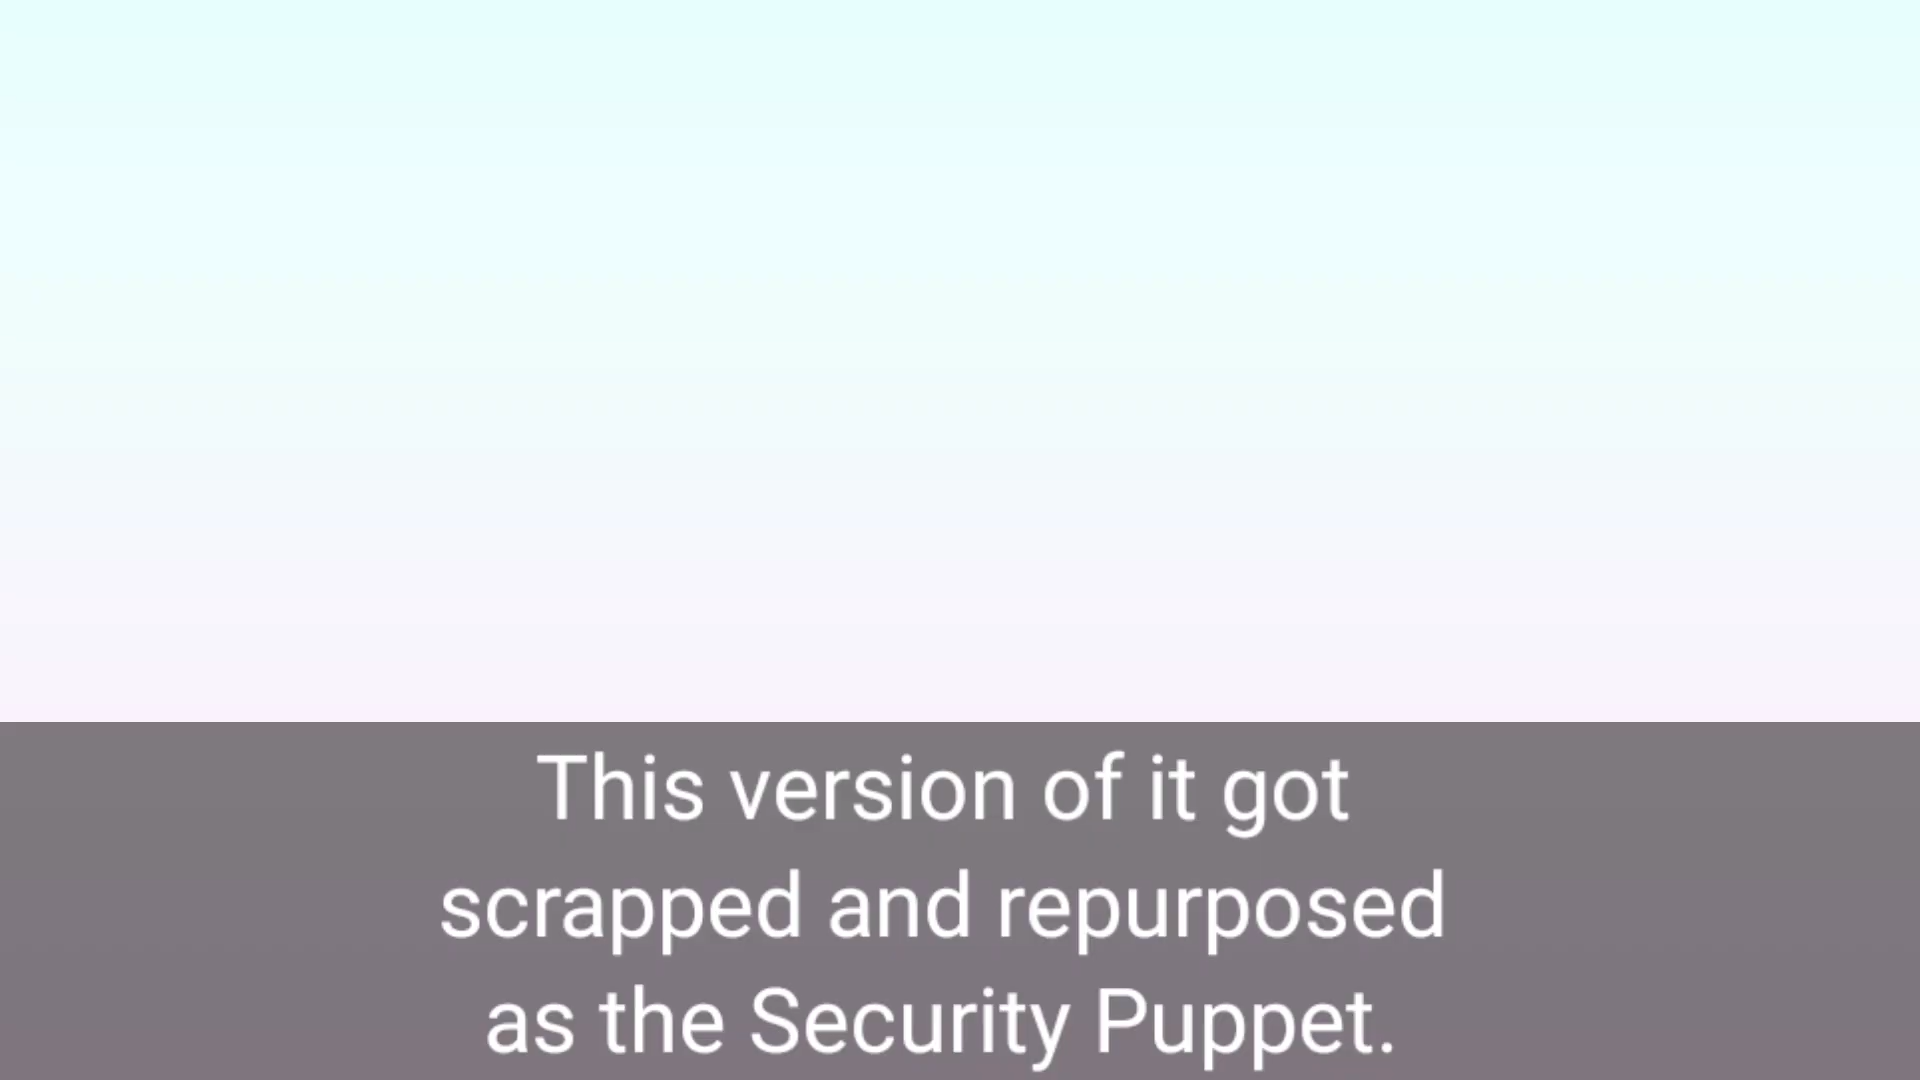 This version of it got
scrapped and repurposed
as the Security Puppet.